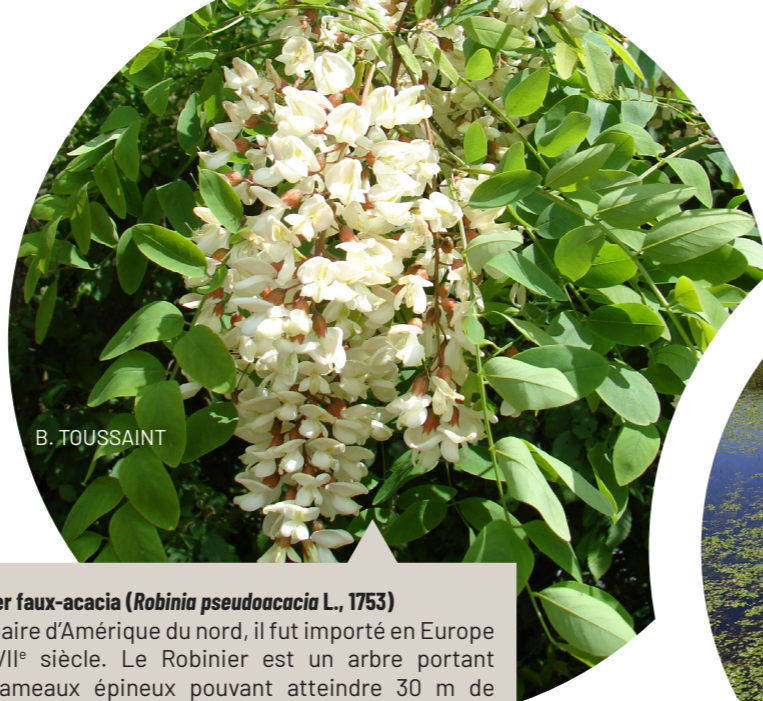 B. TOUSSAINT
faux-acacia (Robinia pseudoacacia L., 1753)
d’Amérique du nord, il fut importé en Europe
siècle. Le Robinier est un arbre portant
épineux pouvant atteindre 30 m de